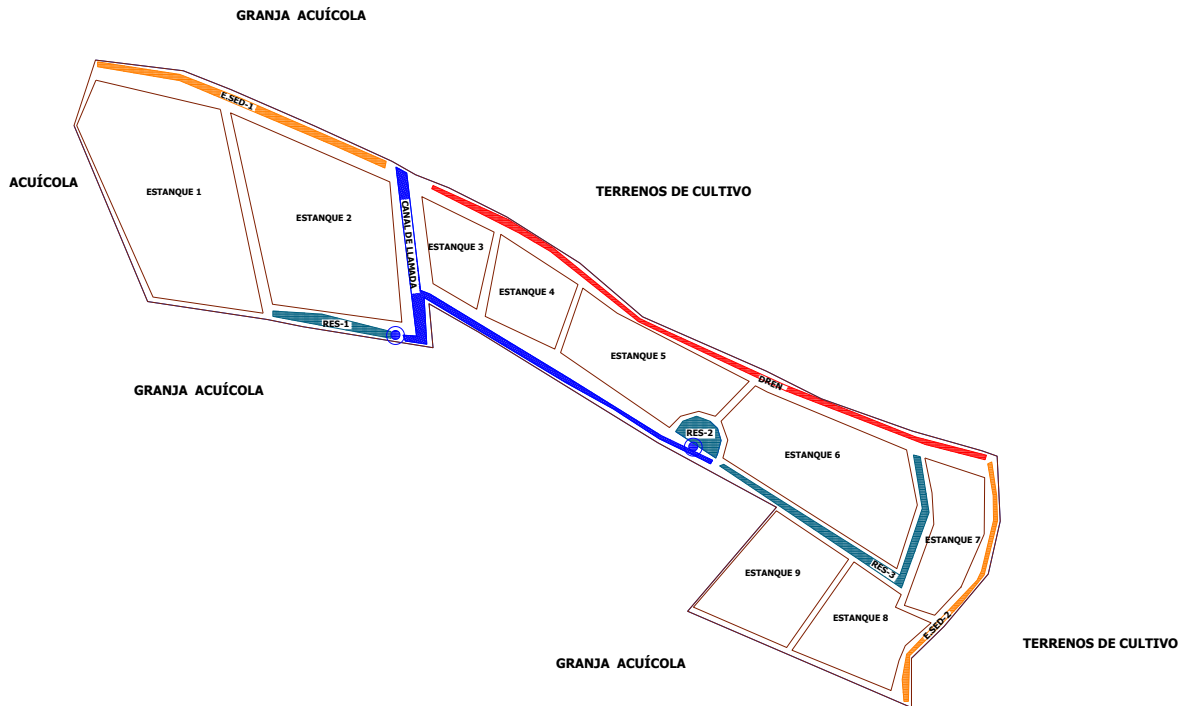 GRANJA ACUÍCOLA
E.SED-1
ACUÍCOLA
ESTANQUE 1
TERRENOS DE CULTIVO
ESTANQUE 2
CANAL DE LLAMADA
ESTANQUE 3
ESTANQUE 4
RES-1
ESTANQUE 5
DREN
GRANJA ACUÍCOLA
RES-2
ESTANQUE 6
ESTANQUE 7
RES-3
ESTANQUE 9
ESTANQUE 8
E.SED-2
TERRENOS DE CULTIVO
GRANJA ACUÍCOLA